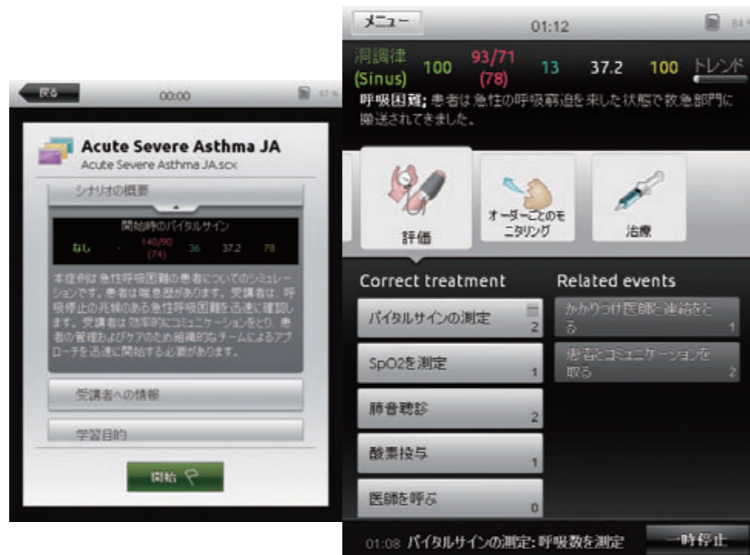 戻る
00:00
Acute Severe Asthma JA
Acute Severe Asthma JA.scx
シナリオの概要
開始時のバイタルサイン
なし - 140/90 (74) 36 37.2 78
本症例は急性呼吸困難の患者についてのシミュレー
ションです。患者は喘息歴があります。受講者は、呼
吸停止の兆候のある急性呼吸困難を迅速に確認し
ます。受講者は効率的にコミュニケーションをとり、患
者の管理およびケアのため組織的なチームによるアプ
ローチを迅速に開始する必要があります。
受講者への情報
学習目的
開始
メニュー
01:12
84 %
洞調律 (Sinus) 100 93/71 (78) 13 37.2 100 トレンド
呼吸困難; 患者は急性の呼吸窮迫を来した状態で救急部門に
搬送されてきました。
評価
オーダーごとのモ
ニタリング
治療
Correct treatment
バイタルサインの測定 2
SpO2を測定 1
肺音聴診 2
酸素投与 1
医師を呼ぶ 0
Related events
かかりつけ医師と連絡をと
る 1
患者とコミュニケーションを
取る 2
01:08 バイタルサインの測定: 呼吸数を測定
一時停止